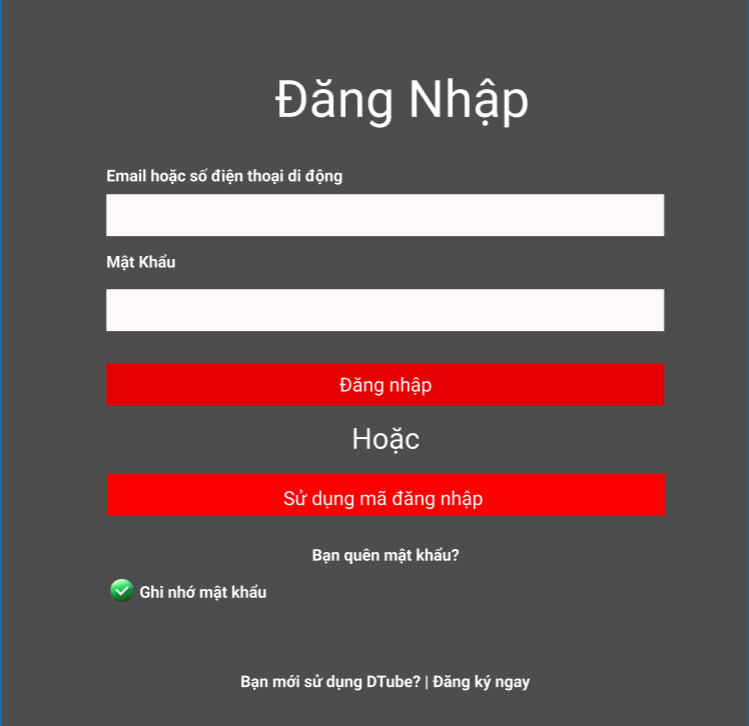 Đăng Nhập
Email hoặc số điện thoại di động
Mật Khẩu
Đăng nhập
Hoặc
Sử dụng mã đăng nhập
Bạn quên mật khẩu?
Ghi nhớ mật khẩu
Bạn mới sử dụng DTube? | Đăng ký ngay